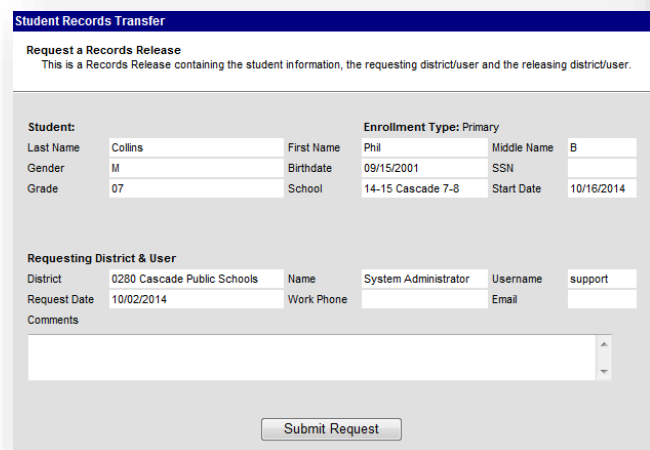 Student Records Transfer
Request a Records Release
This is a Records Release containing the student information, the requesting district/user and the releasing district/user.
Student: Enrollment Type: Primary
Last Name Collins First Name Phil Middle Name B
Gender M Birthdate 09/15/2001 SSN
Grade 07 School 14-15 Cascade 7-8 Start Date 10/16/2014
Requesting District & User
District 0280 Cascade Public Schools Name System Administrator Username support
Request Date 10/02/2014 Work Phone Email
Comments
Submit Request